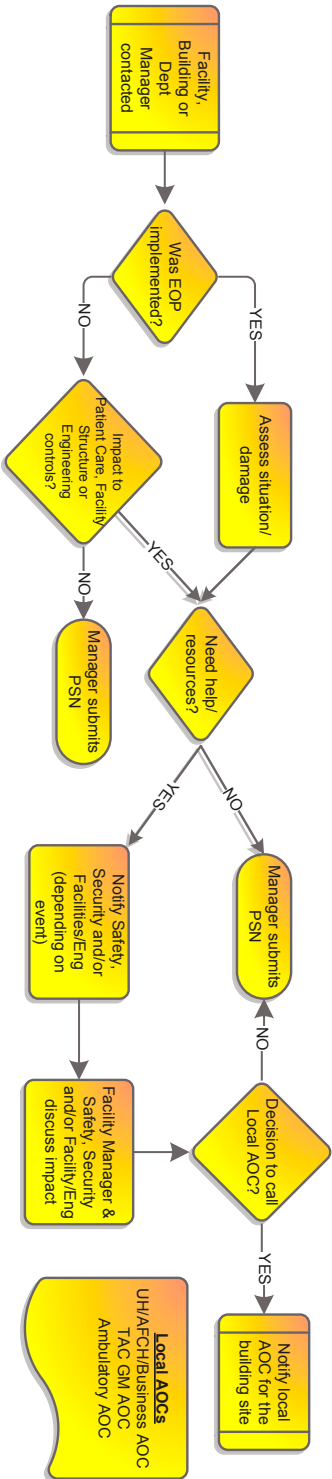 Facility,
Building or
Dept
Manager
contacted
Was EOP
implemented?
YES
NO
Assess situation/
damage
Impact to
Patient Care, Facility
Structure or
Engineering
controls?
YES
NO
Manager submits
PSN
Need help/
resources?
NO
YES
Manager submits
PSN
Notify Safety,
Security and/or
Facilities/Eng
(depending on
event)
Facility Manager &
Safety, Security
and/or Facility/Eng
discuss impact
Decision to call
Local AOC?
NO
YES
Notify local
AOC for the
building site
Local AOCs
UH/AFCH/Business AOC
TAC GM AOC
Ambulatory AOC